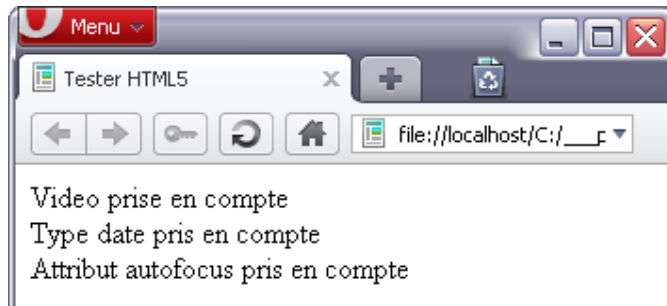 Menu
Tester HTML5
file://localhost/C:/___p
Video prise en compte
Type date pris en compte
Attribut autofocus pris en compte